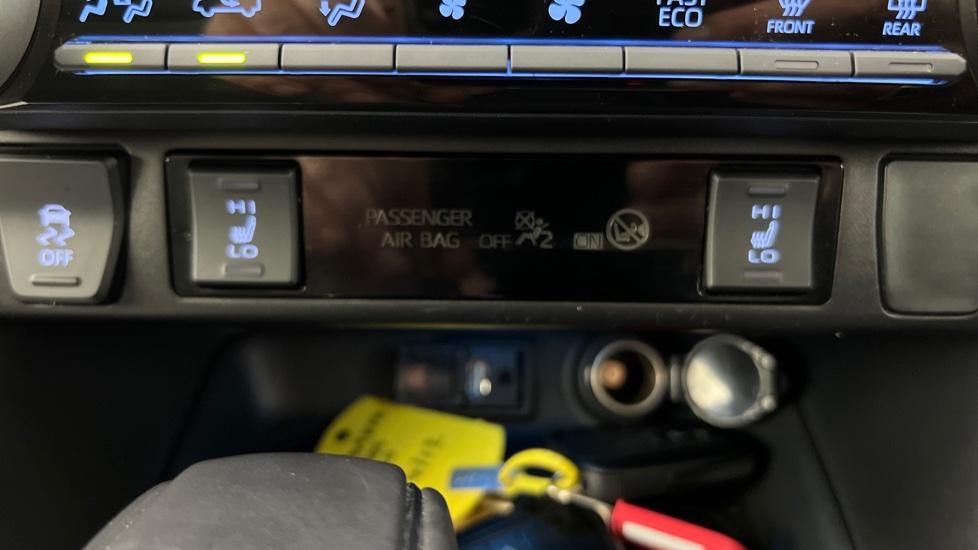 FAST
ECO
FRONT
REAR
OFF
HI
LO
PASSENGER
AIR BAG OFF 2 ON
HI
LO